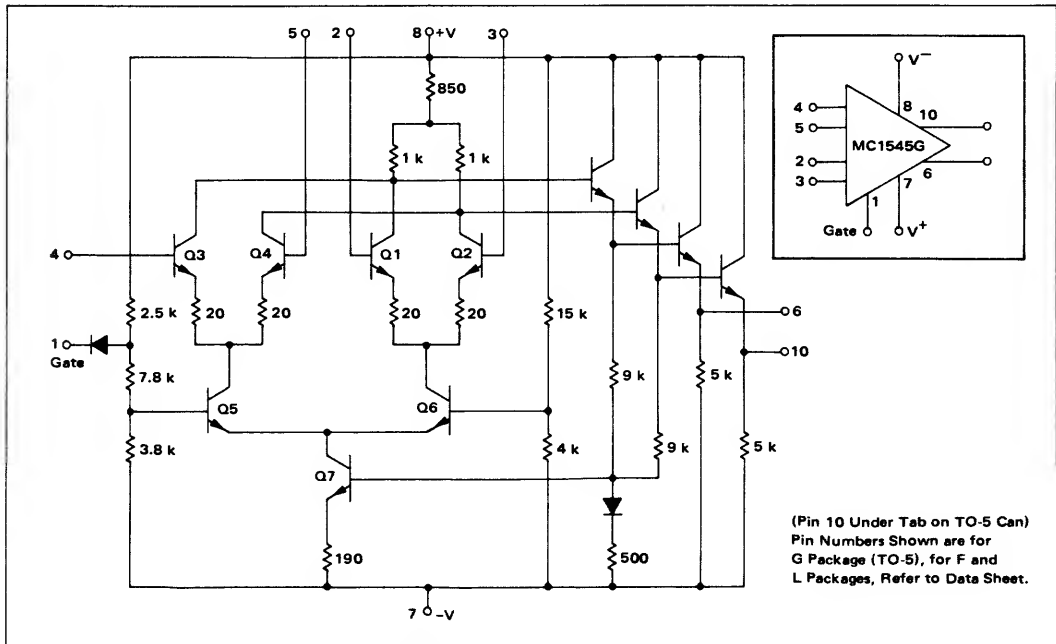 5 2 8 +V 3
850
1 k 1 k
4 Q3 Q4 Q1 Q2
2.5 k 20 20 20 20 15 k
6
1
Gate
10
7.8 k 9 k 5 k
Q5 Q6
3.8 k 4 k 9 k 5 k
Q7
190 500
7 -V
V⁻
4 8 10
5
MC1545G
2
3 7 6
1
Gate V⁺
(Pin 10 Under Tab on TO-5 Can)
Pin Numbers Shown are for
G Package (TO-5), for F and
L Packages, Refer to Data Sheet.